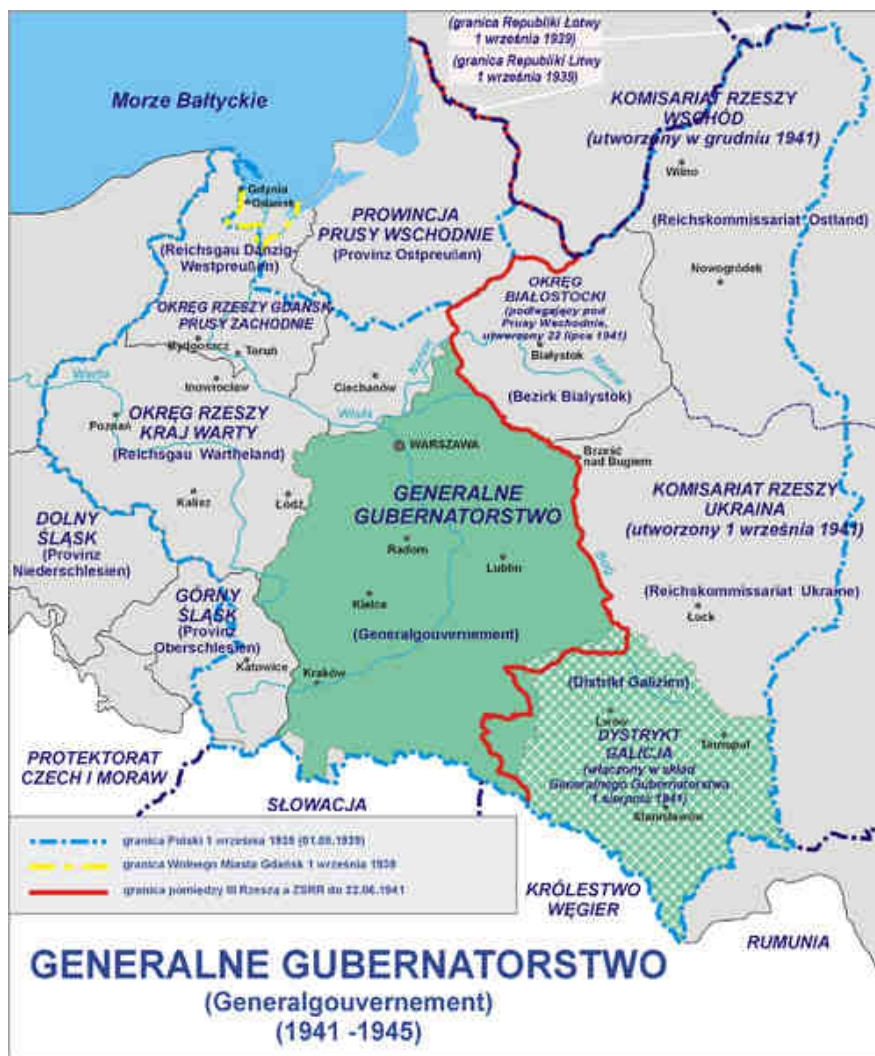 (granica Republiki Łotwy
1 września 1939)
(granica Republiki Litwy
1 września 1939)
Morze Bałtyckie
KOMISARIAT RZESZY
WSCHÓD
(utworzony w grudniu 1941)
Wilno
Gdynia
Gdańsk
PROWINCJA
PRUSY WSCHODNIE
(Provinz Ostpreußen)
(Reichskommissariat Ostland)
(Reichsgau Danzig-
Westpreußen)
Nowogródek
OKRĘG
BIAŁOSTOCKI
(podlegający pod
Prusy Wschodnie,
utworzony 22 lipca 1941)
OKRĘG RZESZY GDAŃSK
PRUSY ZACHODNIE
Bydgoszcz
Toruń
Białystok
Narew
Narew
Ciechanów
Inowrocław
Warta
Wisła
(Bezirk Bialystok)
OKRĘG RZESZY
KRAJ WARTY
(Reichsgau Wartheland)
Poznań
WARSZAWA
Brześć
nad Bugiem
GENERALNE
GUBERNATORSTWO
KOMISARIAT RZESZY
UKRAINA
(utworzony 1 września 1941)
Kalisz
Łódź
DOLNY
ŚLĄSK
(Provinz
Niederschlesien)
Radom
Lublin
Bug
GÓRNY
ŚLĄSK
(Provinz
Oberschlesien)
Kielce
(Reichskommissariat Ukraine)
Łock
(Generalgouvernement)
Katowice
Kraków
(Distrikt Galizien)
Lwów
Tarnopol
DYSTRYKT
GALICJA
(włączony w skład
Generalnego Gubernatorstwa
1 sierpnia 1941)
Stanisławów
PROTEKTORAT
CZECH I MORAW
SŁOWACJA
granica Polski 1 września 1938 (01.09.1939)
granica Wolnego Miasta Gdańsk 1 września 1939
granica pomiędzy III Rzeszą a ZSRR do 22.06.1941
KRÓLESTWO
WĘGIER
RUMUNIA
GENERALNE GUBERNATORSTWO
(Generalgouvernement)
(1941 -1945)